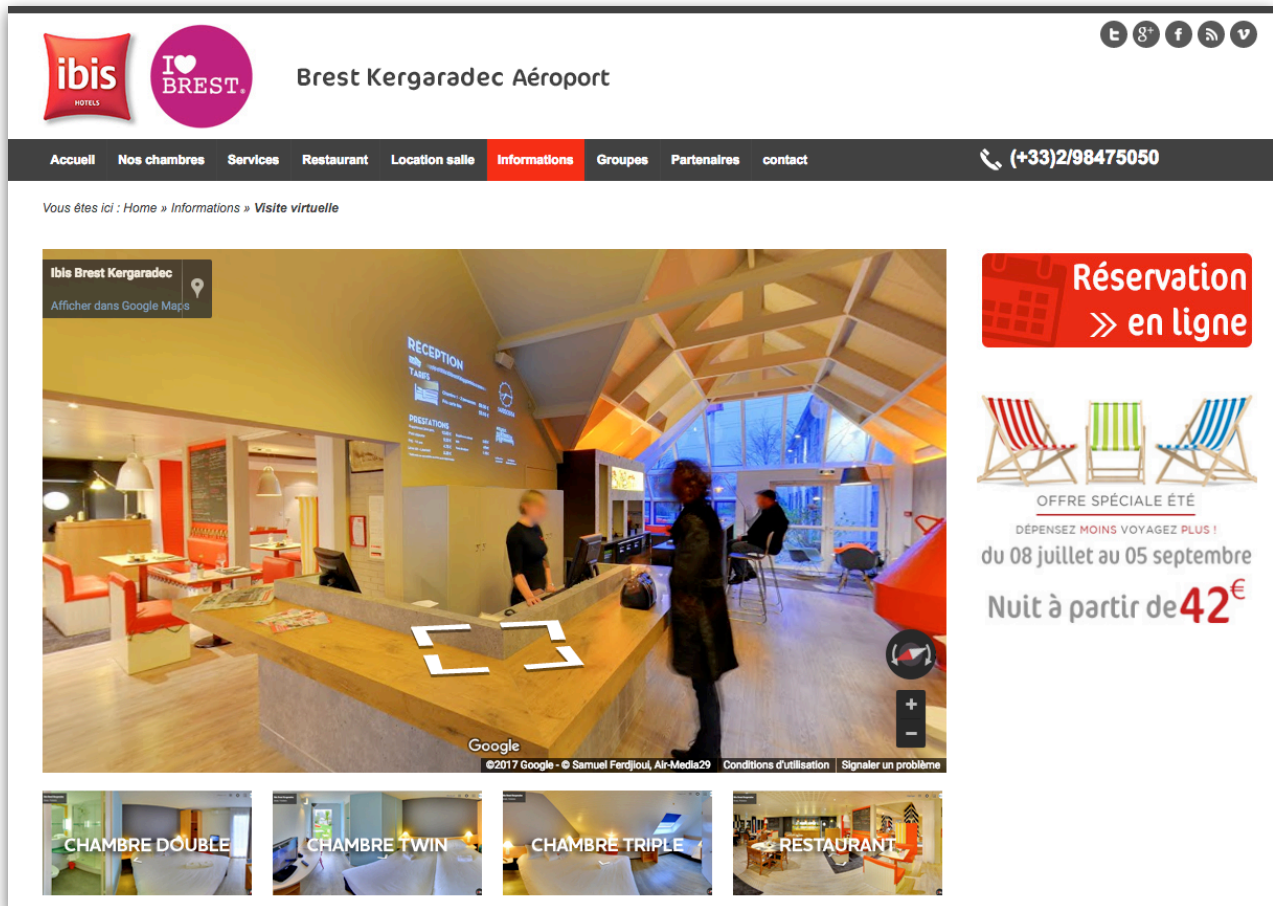 ibis
HOTELS
I
BREST.
Brest Kergaradec Aéroport
Accueil Nos chambres Services Restaurant Location salle Informations Groupes Partenaires contact (+33)2/98475050
Vous êtes ici : Home » Informations » Visite virtuelle
Ibis Brest Kergaradec
Afficher dans Google Maps
RÉCEPTION
TARIFS
PRESTATIONS
Google
©2017 Google - © Samuel Ferdjioui, Air-Media29 Conditions d'utilisation Signaler un problème
Réservation
» en ligne
OFFRE SPÉCIALE ÉTÉ
DÉPENSEZ MOINS VOYAGEZ PLUS !
du 08 juillet au 05 septembre
Nuit à partir de 42€
CHAMBRE DOUBLE
CHAMBRE TWIN
CHAMBRE TRIPLE
RESTAURANT